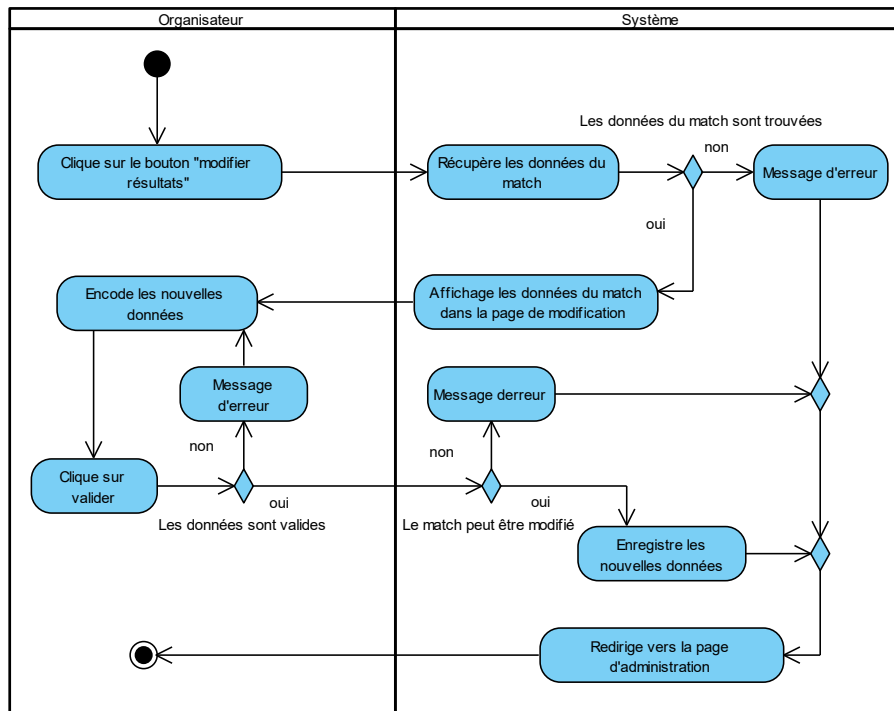 Organisateur
Système
Les données du match sont trouvées
Clique sur le bouton "modifier
résultats"
Récupère les données du
match
non
Message d'erreur
oui
Encode les nouvelles
données
Affichage les données du match
dans la page de modification
Message
d'erreur
Message derreur
non
non
Clique sur
valider
oui
Les données sont valides
oui
Le match peut être modifié
Enregistre les
nouvelles données
Redirige vers la page
d'administration